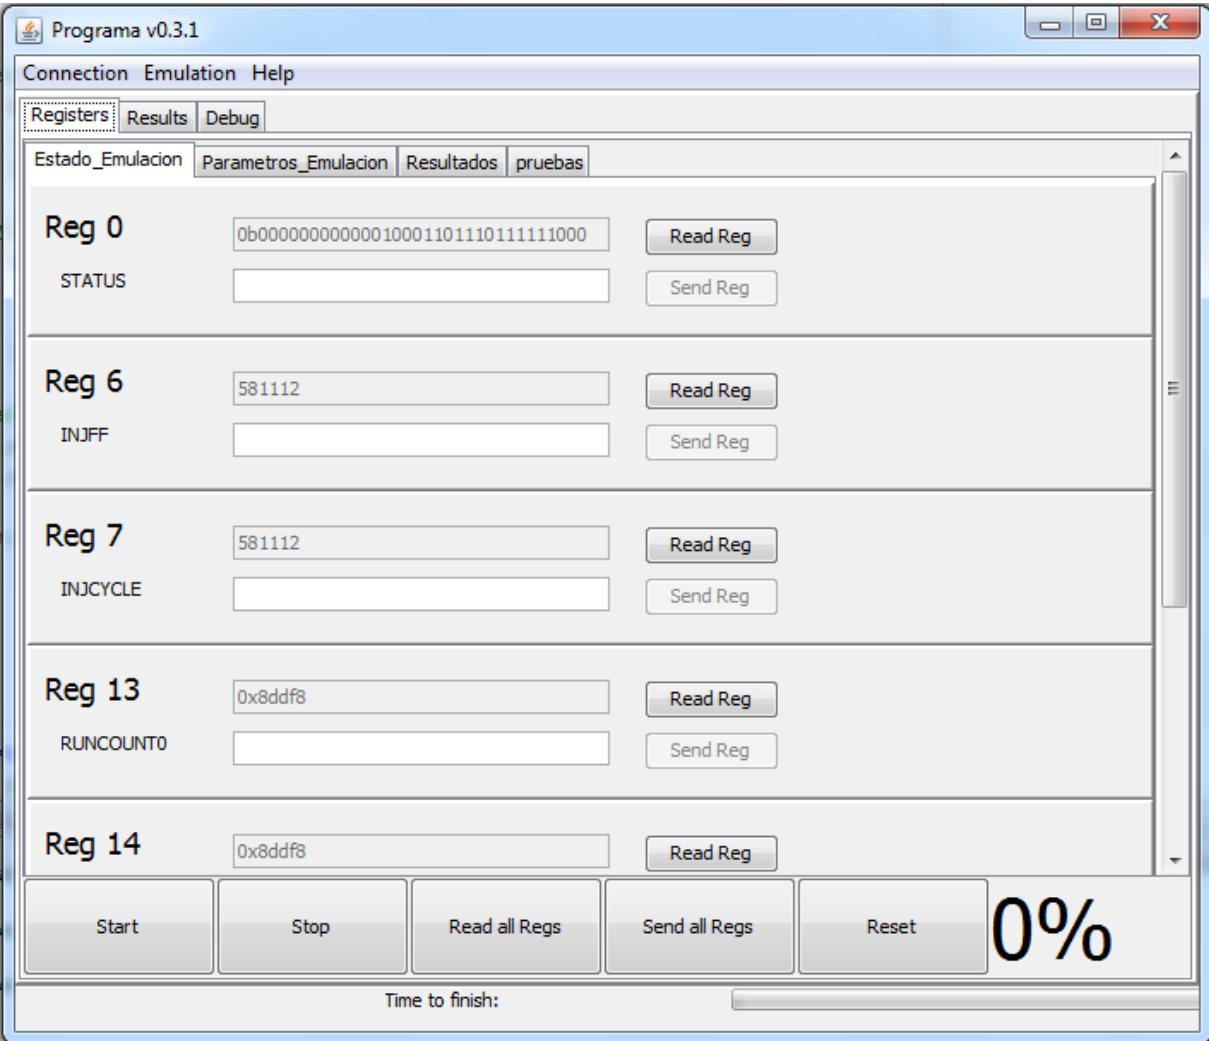 Programa v0.3.1
Connection Emulation Help
Registers Results Debug
Estado_Emulacion Parametros_Emulacion Resultados pruebas
Reg 0 0b00000000000010001101110111111000 Read Reg
STATUS Send Reg
Reg 6 581112 Read Reg
INJFF Send Reg
Reg 7 581112 Read Reg
INJCYCLE Send Reg
Reg 13 0x8ddf8 Read Reg
RUNCOUNT0 Send Reg
Reg 14 0x8ddf8 Read Reg
Start Stop Read all Regs Send all Regs Reset 0%
Time to finish: